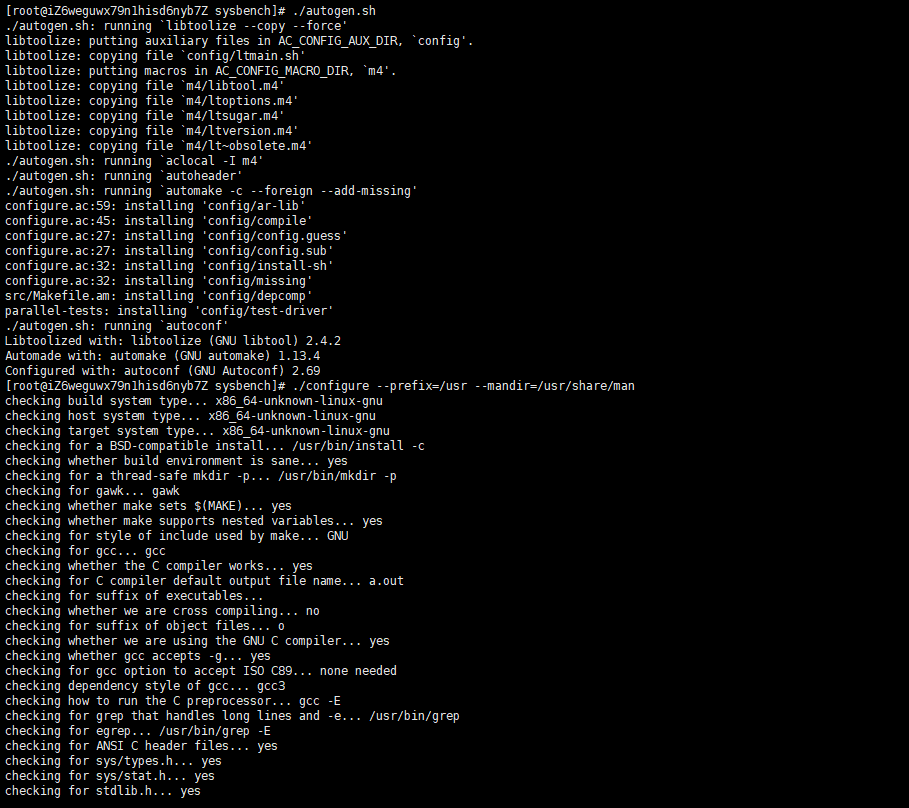 [root@iZ6weguwx79n1hisd6nyb7Z sysbench]# ./autogen.sh
./autogen.sh: running `libtoolize --copy --force'
libtoolize: putting auxiliary files in AC_CONFIG_AUX_DIR, `config'.
libtoolize: copying file `config/ltmain.sh'
libtoolize: putting macros in AC_CONFIG_MACRO_DIR, `m4'.
libtoolize: copying file `m4/libtool.m4'
libtoolize: copying file `m4/ltoptions.m4'
libtoolize: copying file `m4/ltsugar.m4'
libtoolize: copying file `m4/ltversion.m4'
libtoolize: copying file `m4/lt~obsolete.m4'
./autogen.sh: running `aclocal -I m4'
./autogen.sh: running `autoheader'
./autogen.sh: running `automake -c --foreign --add-missing'
configure.ac:59: installing 'config/ar-lib'
configure.ac:45: installing 'config/compile'
configure.ac:27: installing 'config/config.guess'
configure.ac:27: installing 'config/config.sub'
configure.ac:32: installing 'config/install-sh'
configure.ac:32: installing 'config/missing'
src/Makefile.am: installing 'config/depcomp'
parallel-tests: installing 'config/test-driver'
./autogen.sh: running `autoconf'
Libtoolized with: libtoolize (GNU libtool) 2.4.2
Automade with: automake (GNU automake) 1.13.4
Configured with: autoconf (GNU Autoconf) 2.69
[root@iZ6weguwx79n1hisd6nyb7Z sysbench]# ./configure --prefix=/usr --mandir=/usr/share/man
checking build system type... x86_64-unknown-linux-gnu
checking host system type... x86_64-unknown-linux-gnu
checking target system type... x86_64-unknown-linux-gnu
checking for a BSD-compatible install... /usr/bin/install -c
checking whether build environment is sane... yes
checking for a thread-safe mkdir -p... /usr/bin/mkdir -p
checking for gawk... gawk
checking whether make sets $(MAKE)... yes
checking whether make supports nested variables... yes
checking for style of include used by make... GNU
checking for gcc... gcc
checking whether the C compiler works... yes
checking for C compiler default output file name... a.out
checking for suffix of executables...
checking whether we are cross compiling... no
checking for suffix of object files... o
checking whether we are using the GNU C compiler... yes
checking whether gcc accepts -g... yes
checking for gcc option to accept ISO C89... none needed
checking dependency style of gcc... gcc3
checking how to run the C preprocessor... gcc -E
checking for grep that handles long lines and -e... /usr/bin/grep
checking for egrep... /usr/bin/grep -E
checking for ANSI C header files... yes
checking for sys/types.h... yes
checking for sys/stat.h... yes
checking for stdlib.h... yes